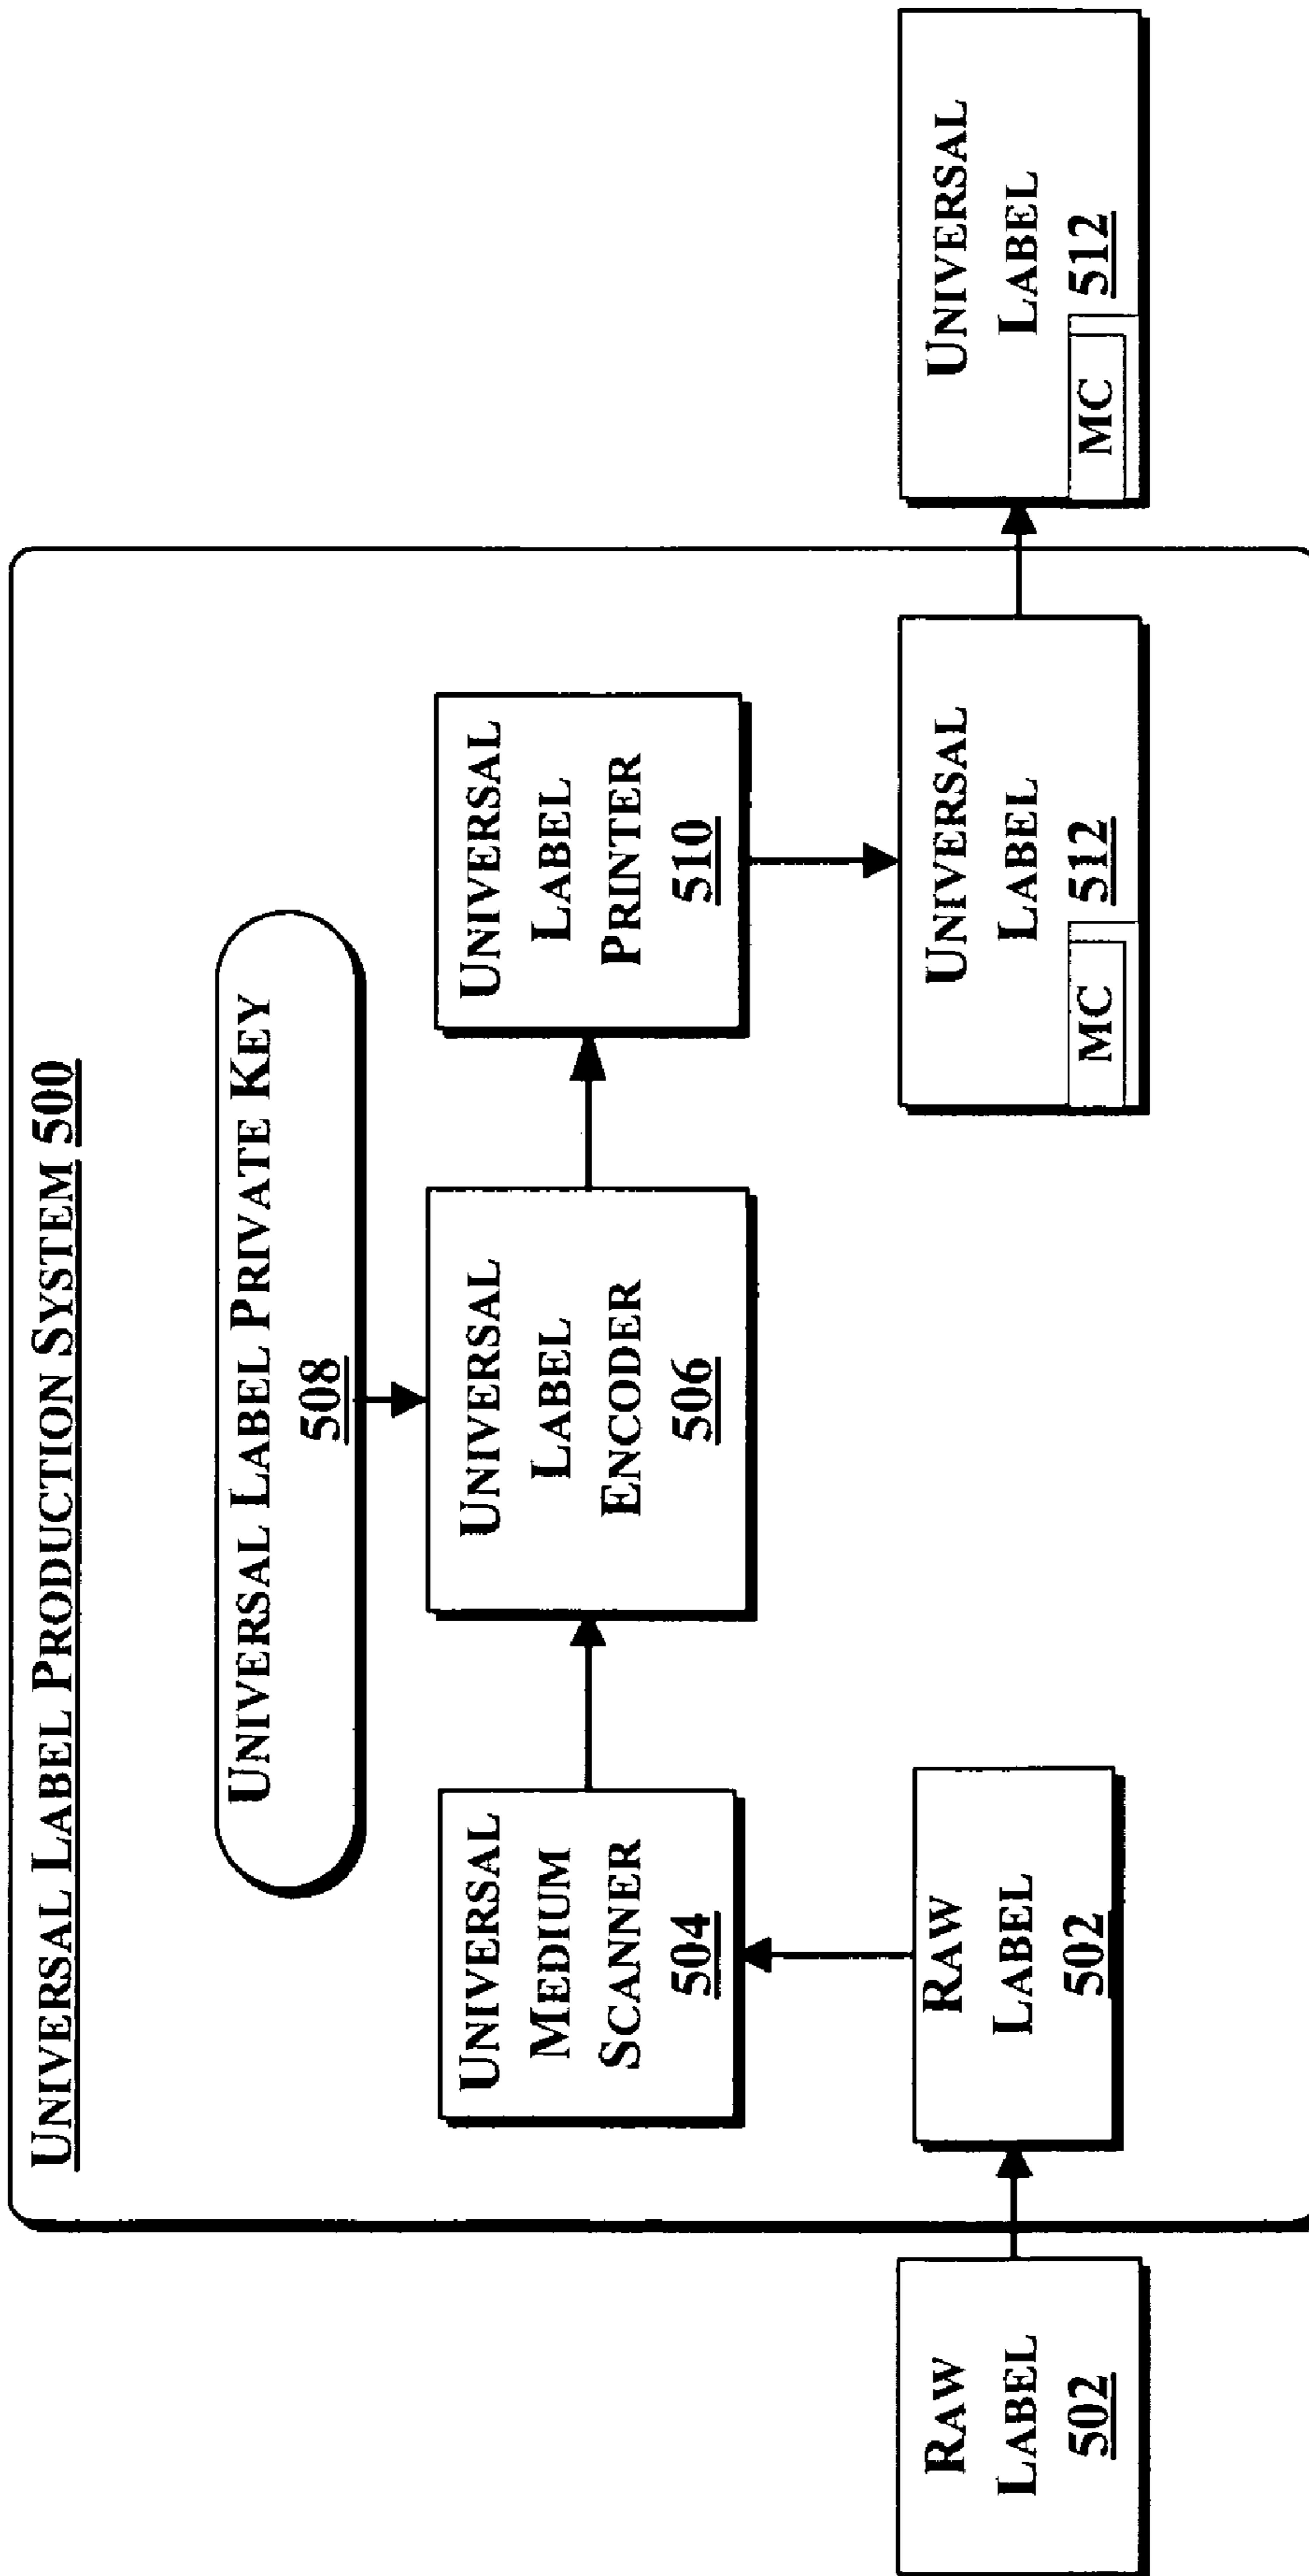 UNIVERSAL LABEL PRODUCTION SYSTEM 500
UNIVERSAL LABEL PRIVATE KEY
508
UNIVERSAL
MEDIUM
SCANNER
504
UNIVERSAL
LABEL
ENCODER
506
UNIVERSAL
LABEL
PRINTER
510
RAW
LABEL
502
RAW
LABEL
502
UNIVERSAL
LABEL
512
MC
UNIVERSAL
LABEL
512
MC